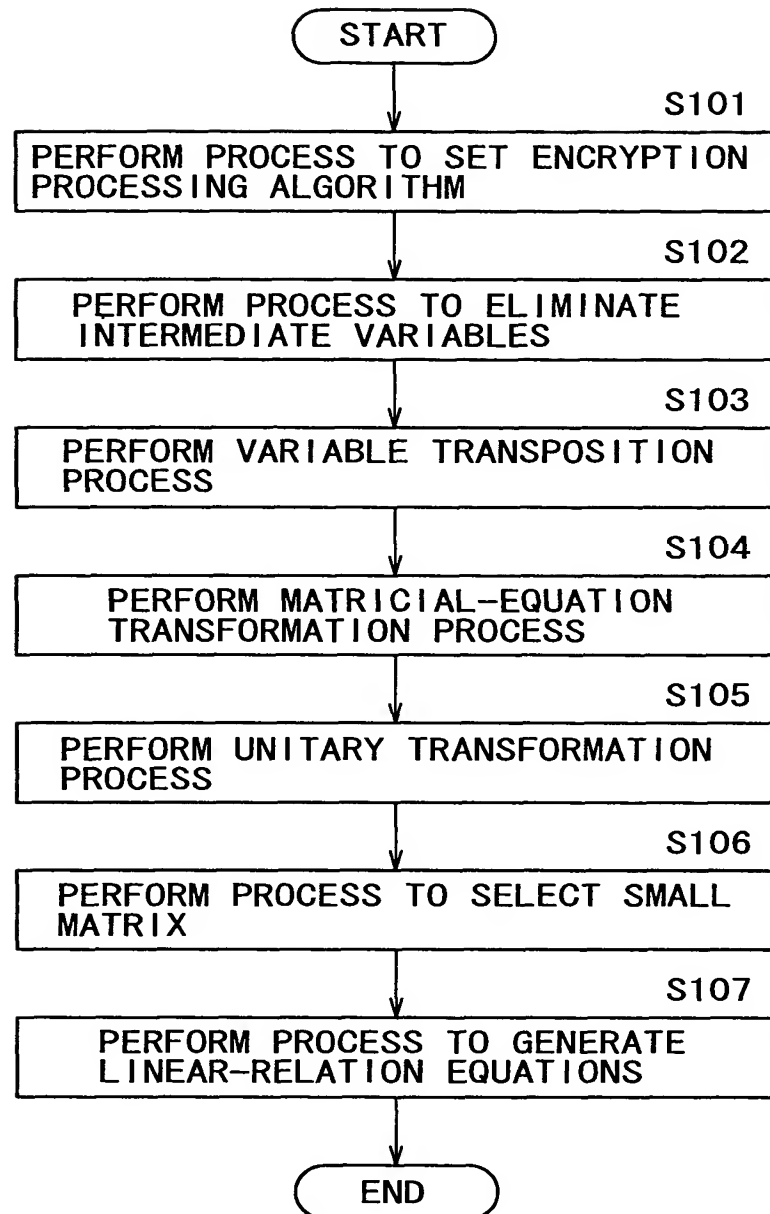 START
S101
PERFORM PROCESS TO SET ENCRYPTION
PROCESSING ALGORITHM
S102
PERFORM PROCESS TO ELIMINATE
INTERMEDIATE VARIABLES
S103
PERFORM VARIABLE TRANSPOSITION
PROCESS
S104
PERFORM MATRICIAL-EQUATION
TRANSFORMATION PROCESS
S105
PERFORM UNITARY TRANSFORMATION
PROCESS
S106
PERFORM PROCESS TO SELECT SMALL
MATRIX
S107
PERFORM PROCESS TO GENERATE
LINEAR-RELATION EQUATIONS
END